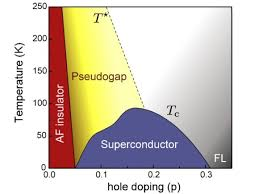 250
200
150
100
50
0
Temperature (K)
T*
Pseudogap
AF insulator
Tc
Superconductor
FL
0.0
0.1
0.2
0.3
hole doping (p)